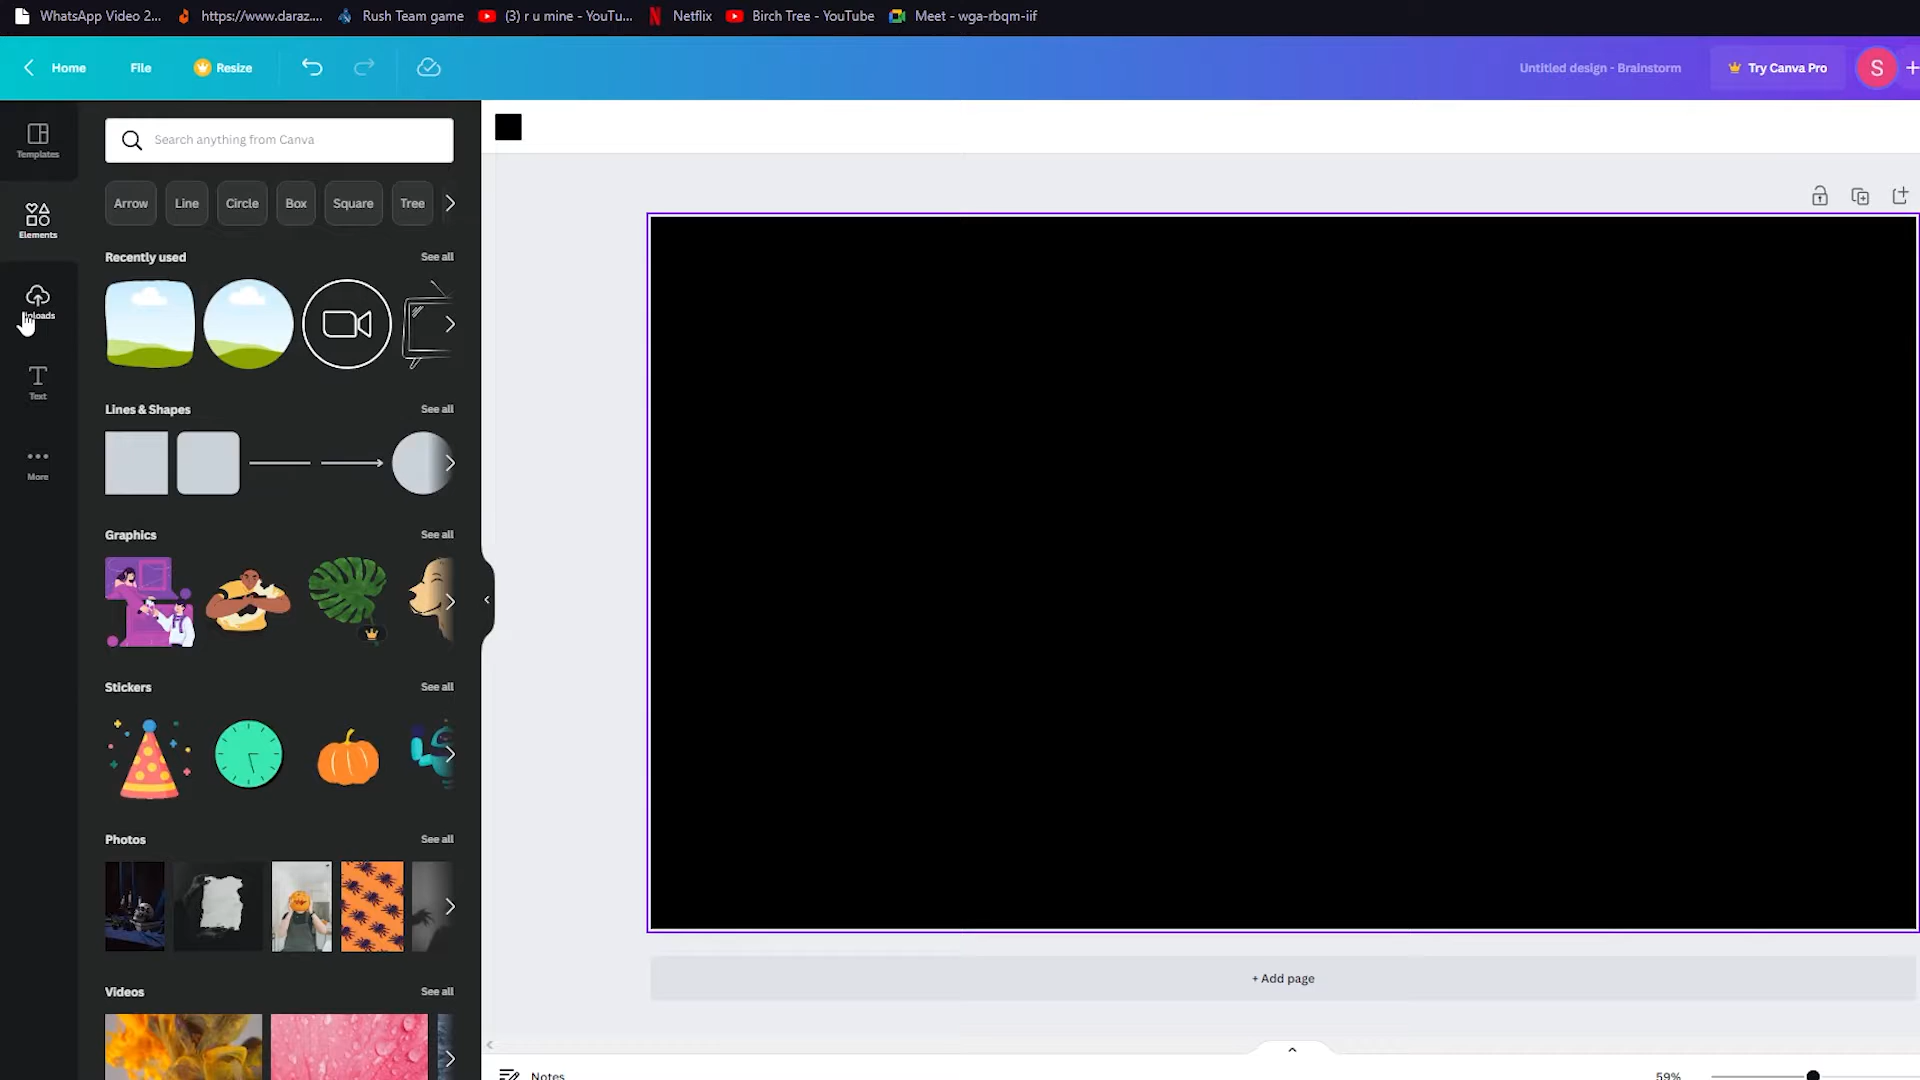 WhatsApp Video 2...
https://www.daraz....
Rush Team game
(3) r u mine - YouTu...
Netflix
Birch Tree - YouTube
Meet - wga-rbqm-iif
Home
File
Resize
Untitled design - Brainstorm
Try Canva Pro
S
Templates
Search anything from Canva
Arrow
Line
Circle
Box
Square
Tree
Elements
Recently used
See all
Text
Lines & Shapes
See all
More
Graphics
See all
Stickers
See all
Photos
See all
Videos
See all
+ Add page
Notes
59%